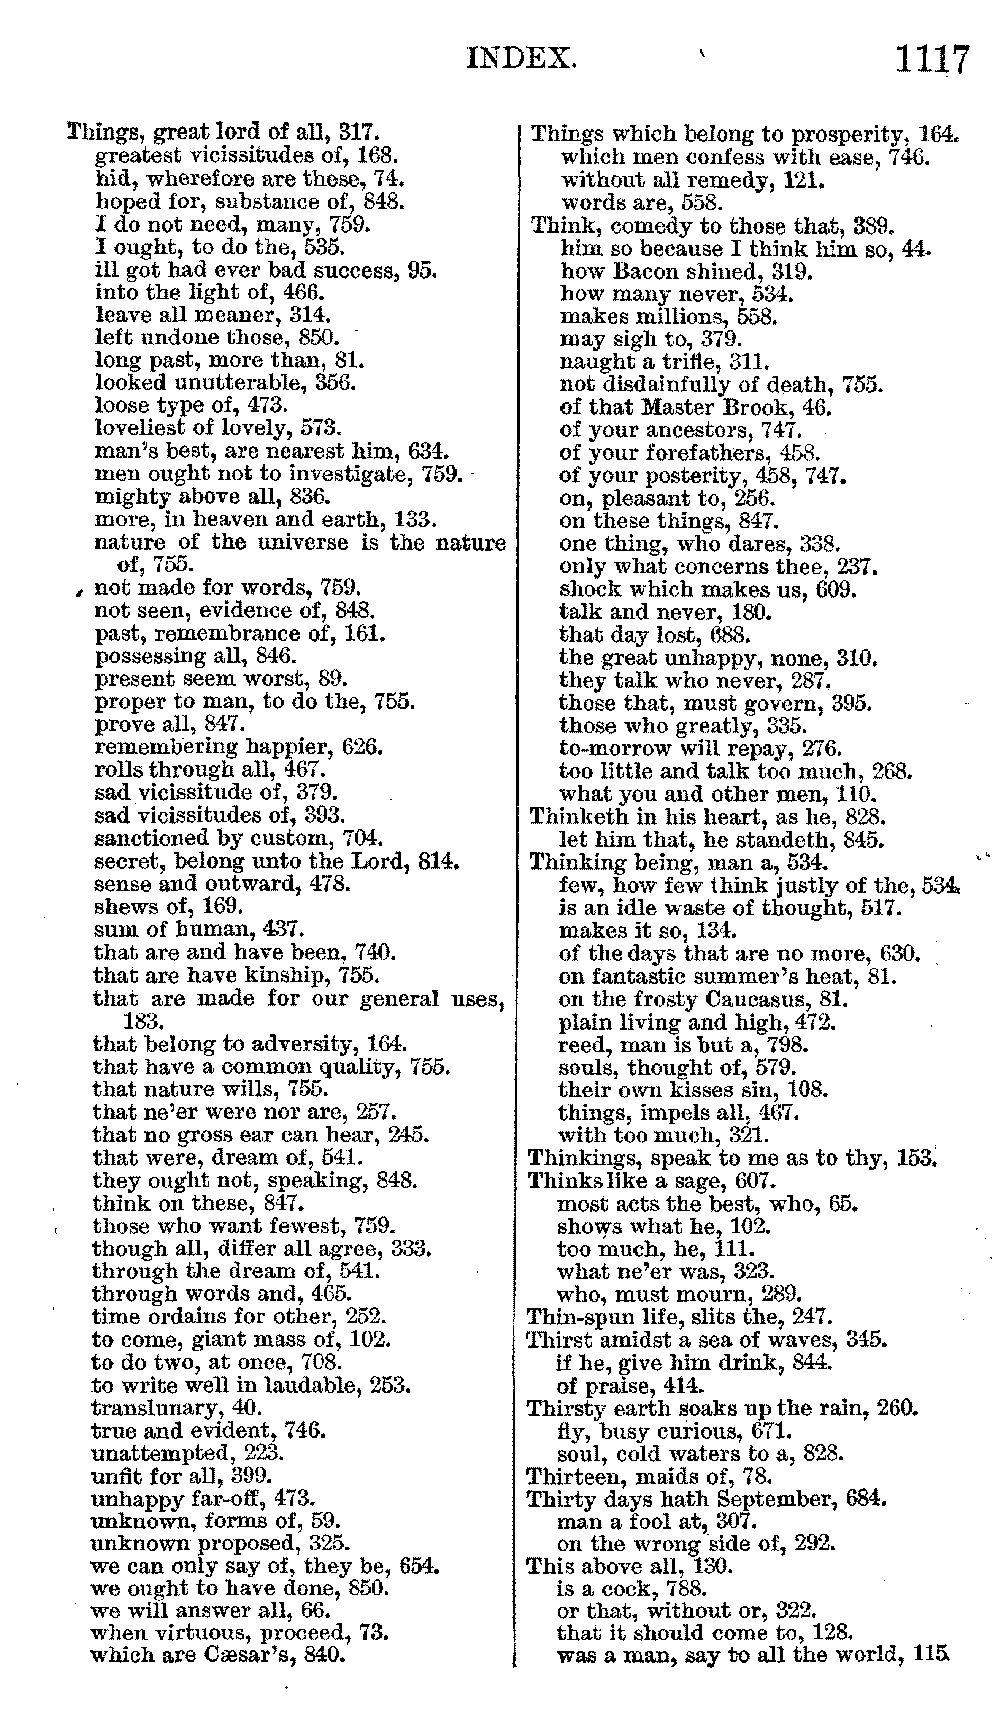 INDEX. 1117
Things, great lord of all, 317.
greatest vicissitudes of, 168.
hid, wherefore are these, 74.
hoped for, substance of, 848.
I do not need, many, 759.
I ought, to do the, 535.
ill got had ever bad success, 95.
into the light of, 466.
leave all meaner, 314.
left undone those, 850.
long past, more than, 81.
looked unutterable, 356.
loose type of, 473.
loveliest of lovely, 573.
man's best, are nearest him, 634.
men ought not to investigate, 759.
mighty above all, 836.
more, in heaven and earth, 133.
nature of the universe is the nature
of, 755.
not made for words, 759.
not seen, evidence of, 848.
past, remembrance of, 161.
possessing all, 846.
present seem worst, 89.
proper to man, to do the, 755.
prove all, 847.
remembering happier, 626.
rolls through all, 467.
sad vicissitude of, 379.
sad vicissitudes of, 393.
sanctioned by custom, 704.
secret, belong unto the Lord, 814.
sense and outward, 478.
shews of, 169.
sum of human, 437.
that are and have been, 740.
that are have kinship, 755.
that are made for our general uses,
183.
that belong to adversity, 164.
that have a common quality, 755.
that nature wills, 755.
that ne'er were nor are, 257.
that no gross ear can hear, 245.
that were, dream of, 541.
they ought not, speaking, 848.
think on these, 847.
those who want fewest, 759.
though all, differ all agree, 333.
through the dream of, 541.
through words and, 465.
time ordains for other, 252.
to come, giant mass of, 102.
to do two, at once, 708.
to write well in laudable, 253.
translunary, 40.
true and evident, 746.
unattempted, 223.
unfit for all, 399.
unhappy far-off, 473.
unknown, forms of, 59.
unknown proposed, 325.
we can only say of, they be, 654.
we ought to have done, 850.
we will answer all, 66.
when virtuous, proceed, 73.
which are Cæsar's, 840.
Things which belong to prosperity, 164.
which men confess with ease, 746.
without all remedy, 121.
words are, 558.
Think, comedy to those that, 389.
him so because I think him so, 44.
how Bacon shined, 319.
how many never, 534.
makes millions, 558.
may sigh to, 379.
naught a trifle, 311.
not disdainfully of death, 755.
of that Master Brook, 46.
of your ancestors, 747.
of your forefathers, 458.
of your posterity, 458, 747.
on, pleasant to, 256.
on these things, 847.
one thing, who dares, 338.
only what concerns thee, 237.
shock which makes us, 609.
talk and never, 180.
that day lost, 688.
the great unhappy, none, 310.
they talk who never, 287.
those that, must govern, 395.
those who greatly, 335.
to-morrow will repay, 276.
too little and talk too much, 268.
what you and other men, 110.
Thinketh in his heart, as he, 828.
let him that, he standeth, 845.
Thinking being, man a, 534.
few, how few think justly of the, 534.
is an idle waste of thought, 517.
makes it so, 134.
of the days that are no more, 630.
on fantastic summer's heat, 81.
on the frosty Caucasus, 81.
plain living and high, 472.
reed, man is but a, 798.
souls, thought of, 579.
their own kisses sin, 108.
things, impels all, 467.
with too much, 321.
Thinkings, speak to me as to thy, 153.
Thinks like a sage, 607.
most acts the best, who, 65.
shows what he, 102.
too much, he, 111.
what ne'er was, 323.
who, must mourn, 289.
Thin-spun life, slits the, 247.
Thirst amidst a sea of waves, 345.
if he, give him drink, 844.
of praise, 414.
Thirsty earth soaks up the rain, 260.
fly, busy curious, 671.
soul, cold waters to a, 828.
Thirteen, maids of, 78.
Thirty days hath September, 684.
man a fool at, 307.
on the wrong side of, 292.
This above all, 130.
is a cock, 788.
or that, without or, 322.
that it should come to, 128.
was a man, say to all the world, 115